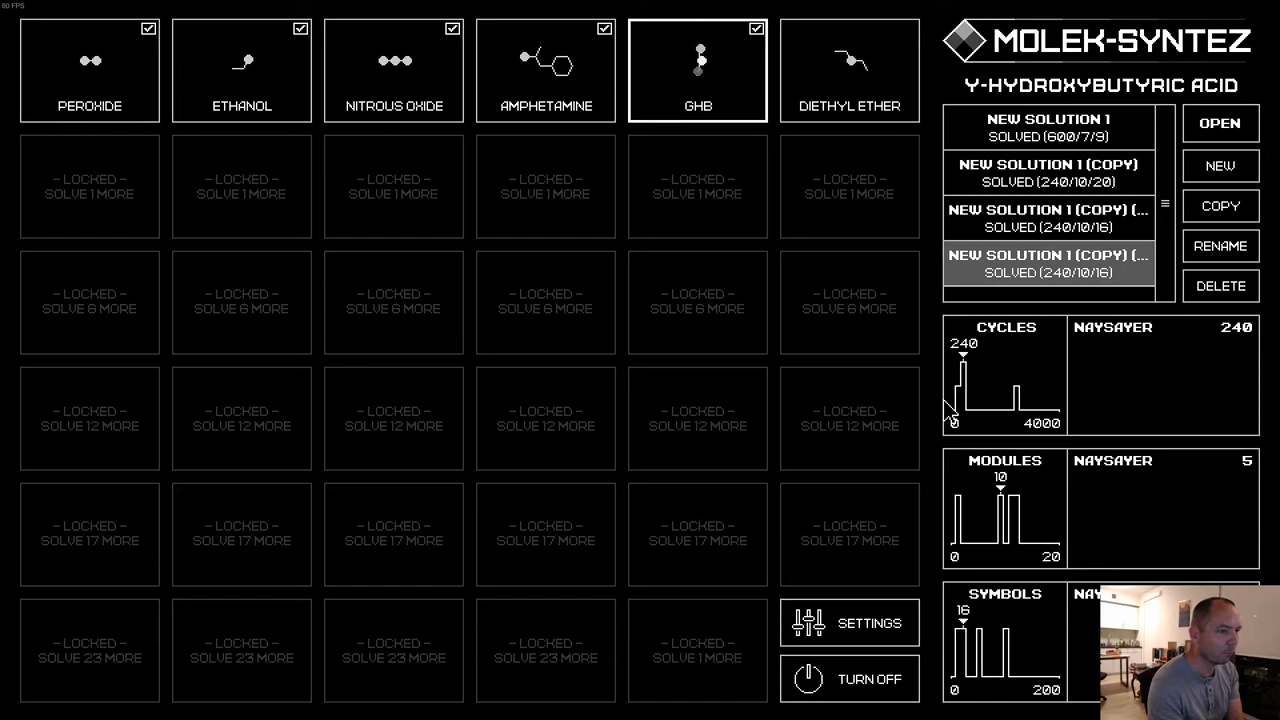 60 FPS
PEROXIDE
ETHANOL
NITROUS OXIDE
AMPHETAMINE
GHB
DIETHYL ETHER
- LOCKED -
SOLVE 1 MORE
- LOCKED -
SOLVE 1 MORE
- LOCKED -
SOLVE 1 MORE
- LOCKED -
SOLVE 1 MORE
- LOCKED -
SOLVE 1 MORE
- LOCKED -
SOLVE 1 MORE
- LOCKED -
SOLVE 6 MORE
- LOCKED -
SOLVE 6 MORE
- LOCKED -
SOLVE 6 MORE
- LOCKED -
SOLVE 6 MORE
- LOCKED -
SOLVE 6 MORE
- LOCKED -
SOLVE 6 MORE
- LOCKED -
SOLVE 12 MORE
- LOCKED -
SOLVE 12 MORE
- LOCKED -
SOLVE 12 MORE
- LOCKED -
SOLVE 12 MORE
- LOCKED -
SOLVE 12 MORE
- LOCKED -
SOLVE 12 MORE
- LOCKED -
SOLVE 17 MORE
- LOCKED -
SOLVE 17 MORE
- LOCKED -
SOLVE 17 MORE
- LOCKED -
SOLVE 17 MORE
- LOCKED -
SOLVE 17 MORE
- LOCKED -
SOLVE 17 MORE
- LOCKED -
SOLVE 23 MORE
- LOCKED -
SOLVE 23 MORE
- LOCKED -
SOLVE 23 MORE
- LOCKED -
SOLVE 23 MORE
- LOCKED -
SOLVE 1 MORE
SETTINGS
TURN OFF
MOLEK-SYNTEZ
Y-HYDROXYBUTYRIC ACID
NEW SOLUTION 1
SOLVED (600/7/9)
NEW SOLUTION 1 (COPY)
SOLVED (240/10/20)
NEW SOLUTION 1 (COPY) (...
SOLVED (240/10/16)
NEW SOLUTION 1 (COPY) (...
SOLVED (240/10/16)
OPEN
NEW
COPY
RENAME
DELETE
CYCLES
240
0 4000
NAYSAYER 240
MODULES
10
0 20
NAYSAYER 5
SYMBOLS
16
0 200